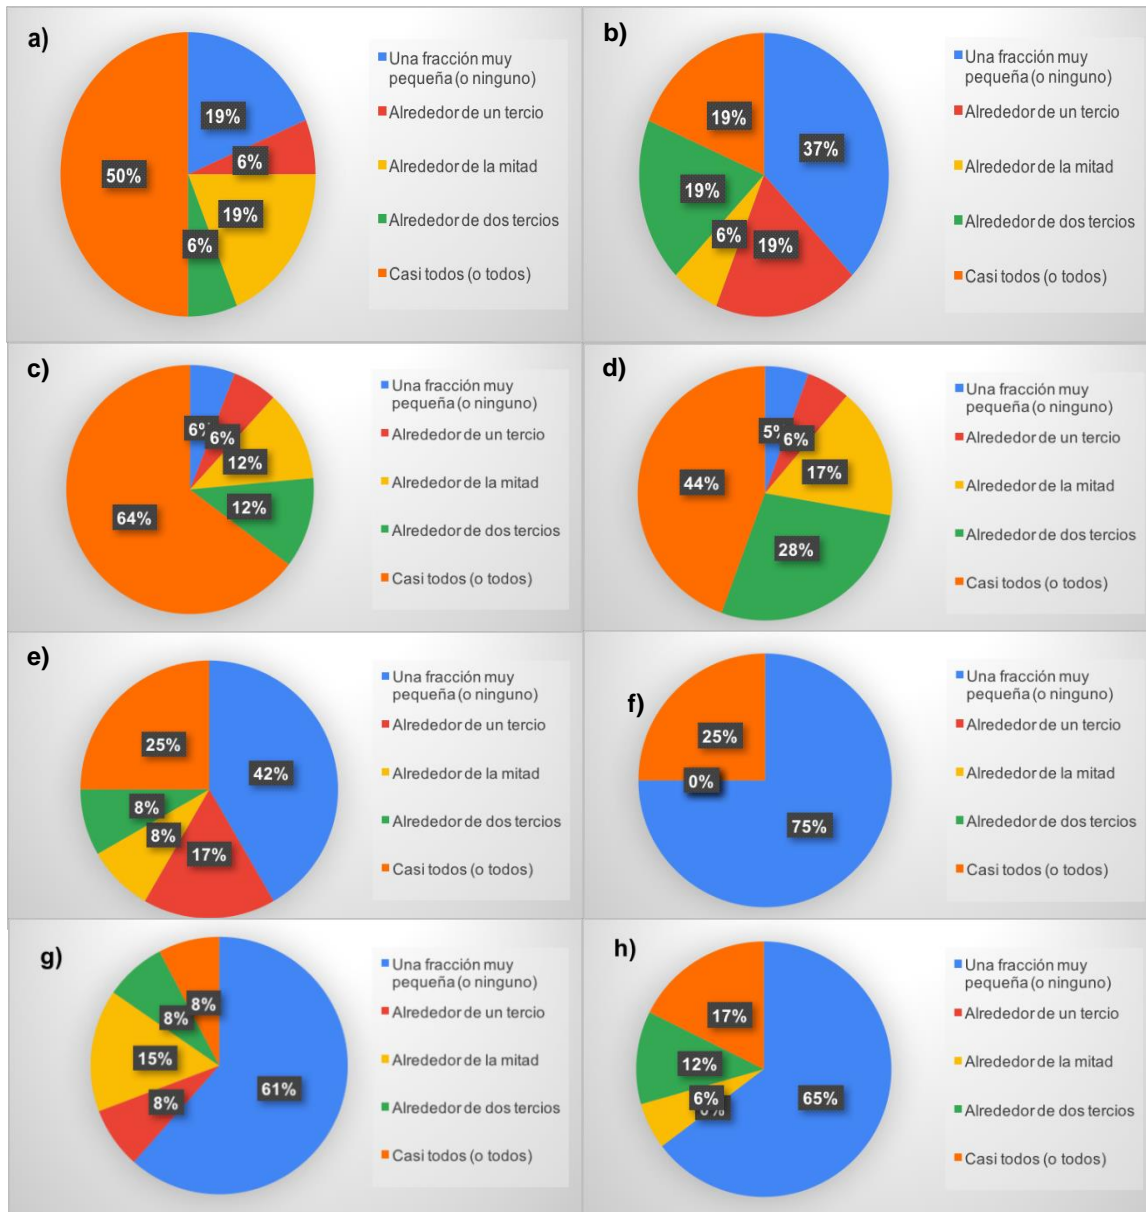 a)
19%
6%
19%
6%
50%
Una fracción muy
pequeña (o ninguno)
Alrededor de un tercio
Alrededor de la mitad
Alrededor de dos tercios
Casi todos (o todos)
b)
37%
19%
6%
19%
19%
Una fracción muy
pequeña (o ninguno)
Alrededor de un tercio
Alrededor de la mitad
Alrededor de dos tercios
Casi todos (o todos)
c)
6%
6%
12%
12%
64%
Una fracción muy
pequeña (o ninguno)
Alrededor de un tercio
Alrededor de la mitad
Alrededor de dos tercios
Casi todos (o todos)
d)
5%
6%
17%
28%
44%
Una fracción muy
pequeña (o ninguno)
Alrededor de un tercio
Alrededor de la mitad
Alrededor de dos tercios
Casi todos (o todos)
e)
42%
17%
8%
8%
25%
Una fracción muy
pequeña (o ninguno)
Alrededor de un tercio
Alrededor de la mitad
Alrededor de dos tercios
Casi todos (o todos)
f)
75%
0%
25%
Una fracción muy
pequeña (o ninguno)
Alrededor de un tercio
Alrededor de la mitad
Alrededor de dos tercios
Casi todos (o todos)
g)
61%
8%
15%
8%
8%
Una fracción muy
pequeña (o ninguno)
Alrededor de un tercio
Alrededor de la mitad
Alrededor de dos tercios
Casi todos (o todos)
h)
65%
6%
12%
17%
Una fracción muy
pequeña (o ninguno)
Alrededor de un tercio
Alrededor de la mitad
Alrededor de dos tercios
Casi todos (o todos)